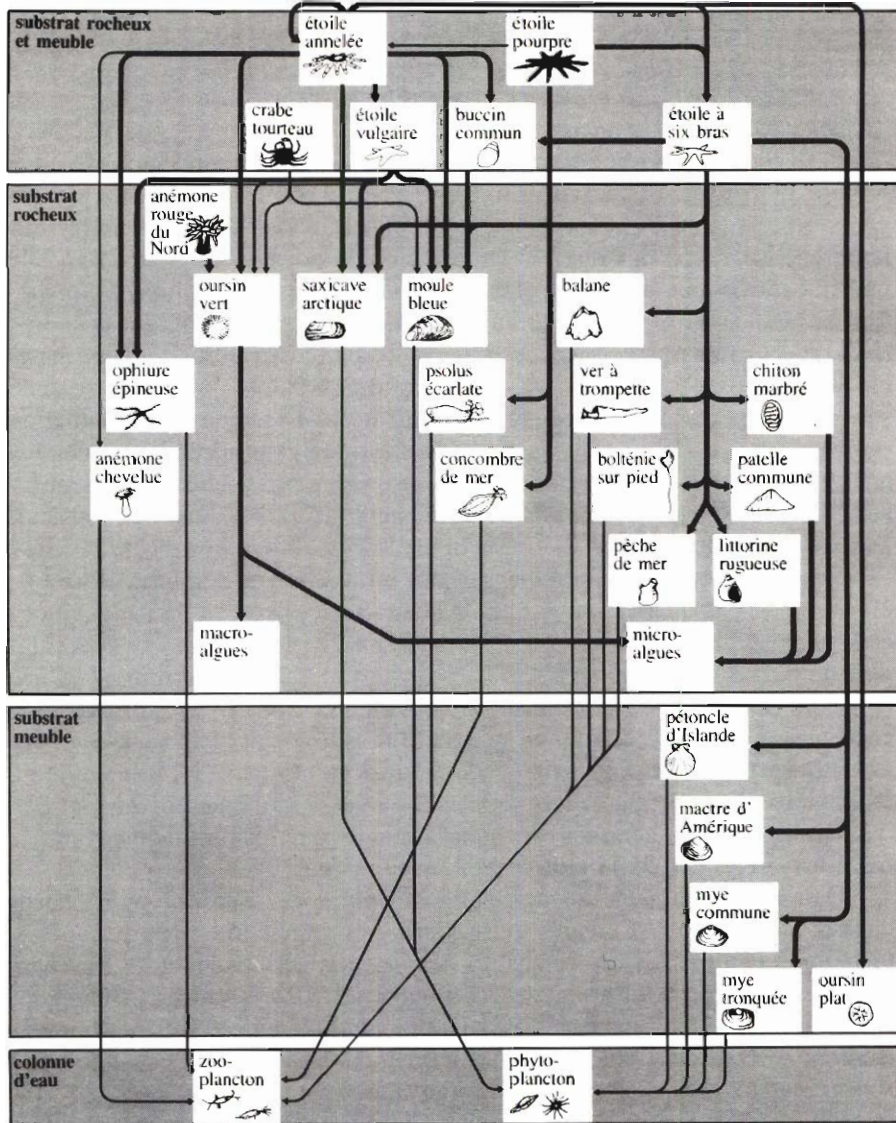 substrat rocheux
et meuble
étoile
annelée
étoile
pourpre
crabe
tourteau
étoile
vulgaire
buccin
commun
étoile à
six bras
substrat
rocheux
anémone
rouge
du
Nord
oursin
vert
saxicave
arctique
moule
bleue
balane
ophiure
épineuse
psolus
écarlate
ver à
trompette
chiton
marbré
anémone
chevelue
concombre
de mer
bolténie
sur pied
patelle
commune
pêche
de mer
littorine
rugueuse
macro-
algues
micro-
algues
substrat
meuble
pétoncle
d'Islande
mactre d'
Amérique
mye
commune
mye
tronquée
oursin
plat
colonne
d'eau
zoo-
plancton
phyto-
plancton